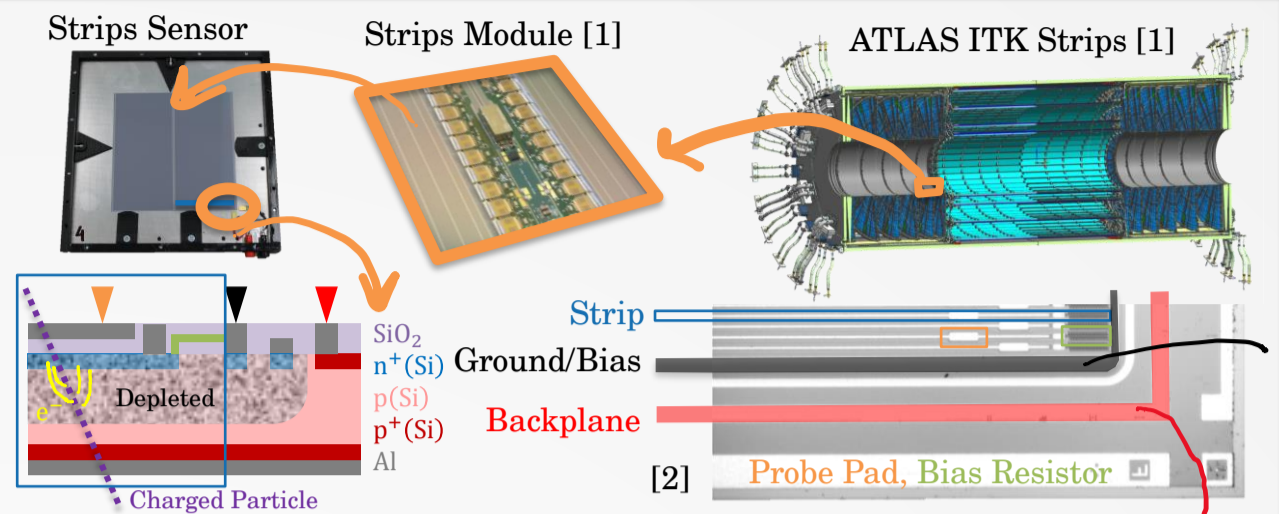 Strips Sensor
Strips Module [1]
ATLAS ITK Strips [1]
4
SiO₂
n⁺(Si)
p(Si)
p⁺(Si)
Al
Depleted
e⁻
Charged Particle
Strip
Ground/Bias
Backplane
[2]
Probe Pad, Bias Resistor
F